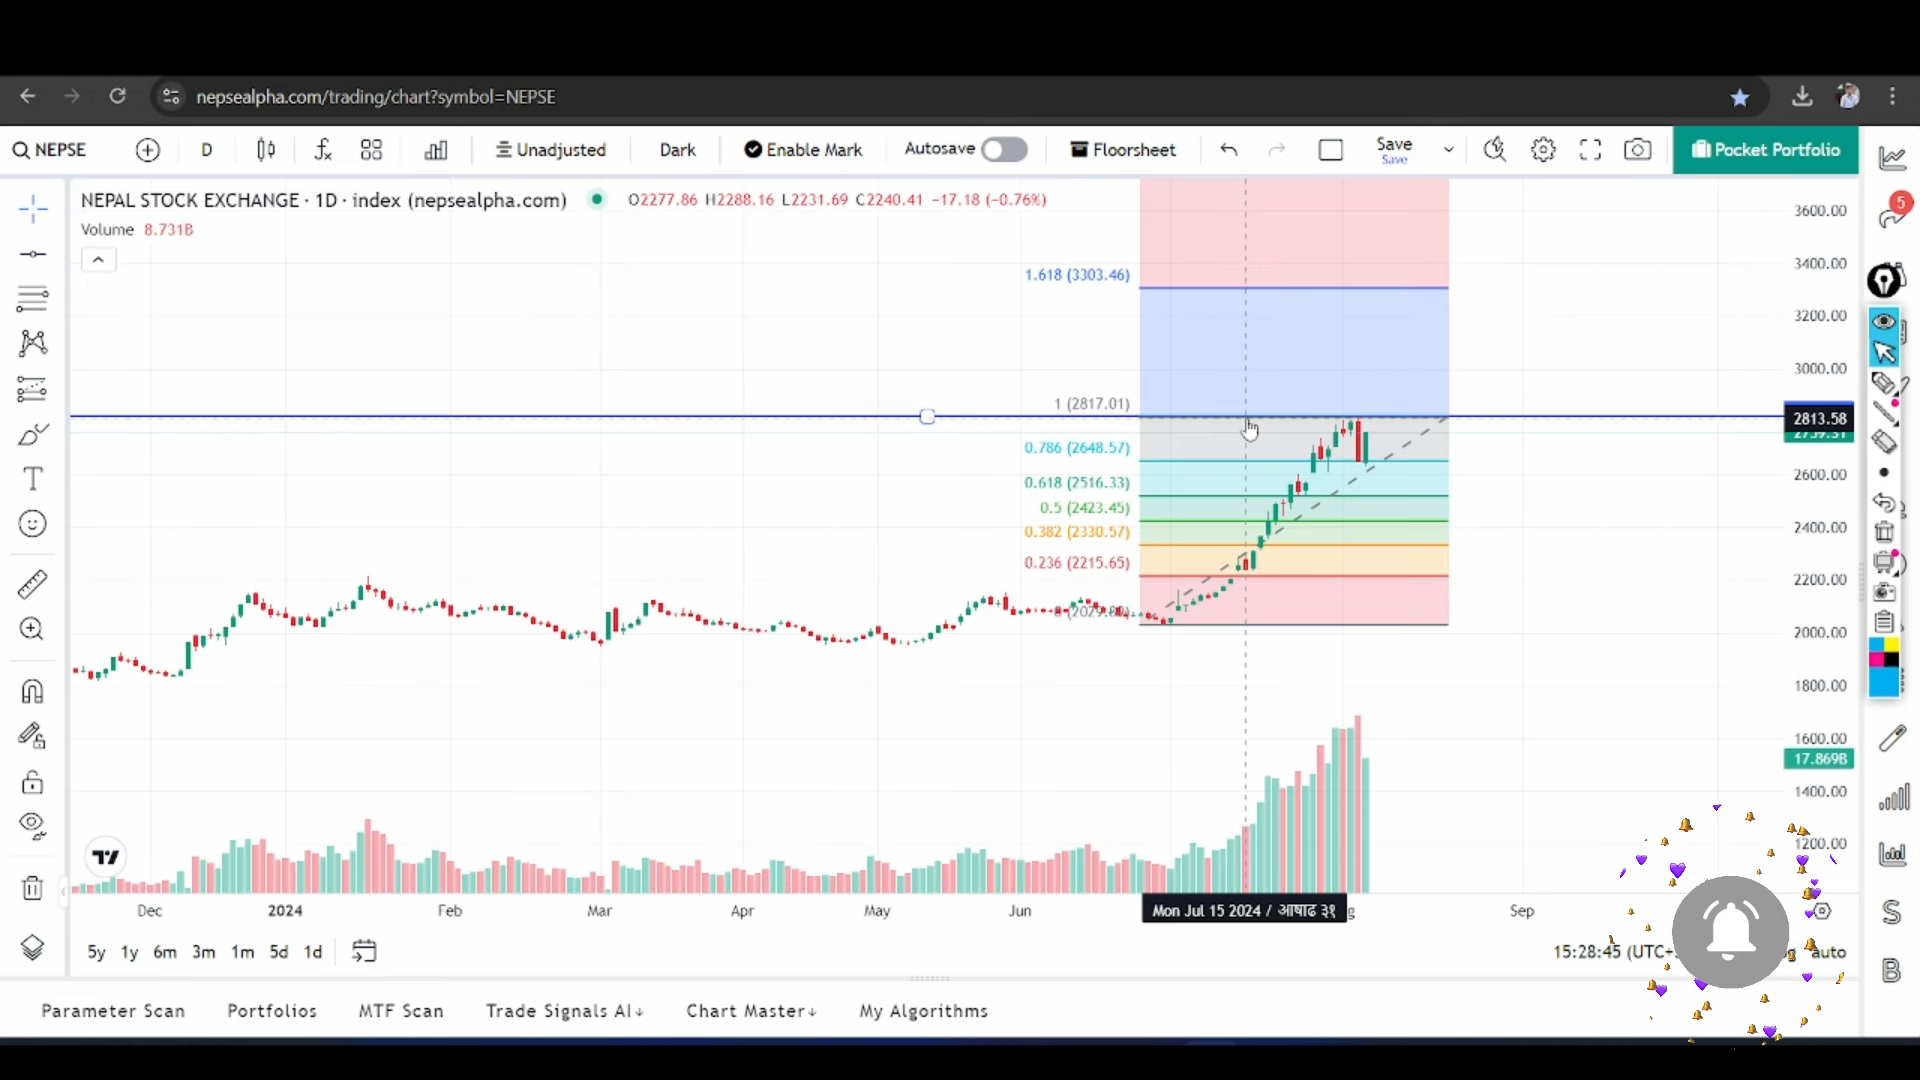 nepsealpha.com/trading/chart?symbol=NEPSE
NEPSE D Unadjusted Dark Enable Mark Autosave Floorsheet Save Pocket Portfolio
Save
NEPAL STOCK EXCHANGE · 1D · index (nepsealpha.com) O2277.86 H2288.16 L2231.69 C2240.41 −17.18 (−0.76%)
Volume 8.731B
5
3600.00
3400.00
1.618 (3303.46)
3200.00
3000.00
1 (2817.01)
2813.58
0.786 (2648.57)
2600.00
0.618 (2516.33)
0.5 (2423.45)
2400.00
0.382 (2330.57)
0.236 (2215.65)
2200.00
2000.00
1800.00
1600.00
17.869B
1400.00
1200.00
Dec 2024 Feb Mar Apr May Jun Mon Jul 15 2024 / आषाढ ३१ Sep
5y 1y 6m 3m 1m 5d 1d 15:28:45 (UTC+ auto
S
B
Parameter Scan Portfolios MTF Scan Trade Signals AI↓ Chart Master↓ My Algorithms